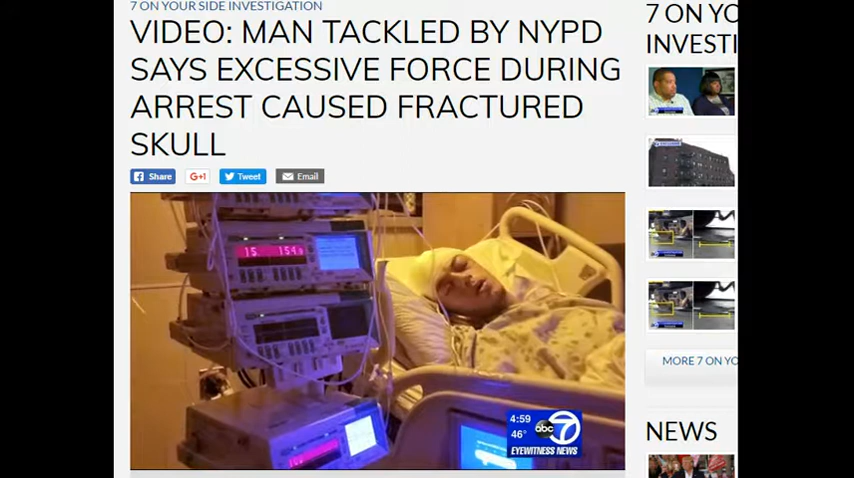 7 ON YOUR SIDE INVESTIGATION
VIDEO: MAN TACKLED BY NYPD
SAYS EXCESSIVE FORCE DURING
ARREST CAUSED FRACTURED
SKULL
Share
G+1
Tweet
Email
15 154
4:59
46°
abc 7
EYEWITNESS NEWS
7 ON YO
INVESTI
MORE 7 ON YO
NEWS